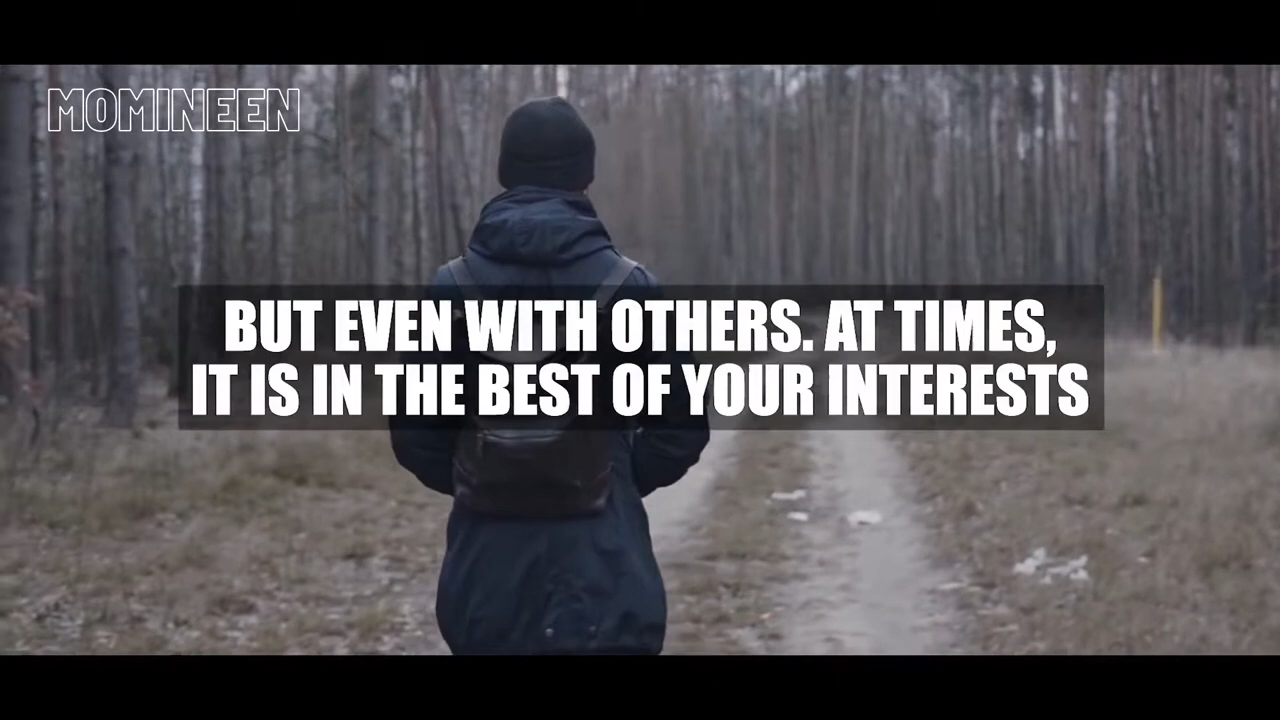 MOMINEEN
BUT EVEN WITH OTHERS. AT TIMES,
IT IS IN THE BEST OF YOUR INTERESTS